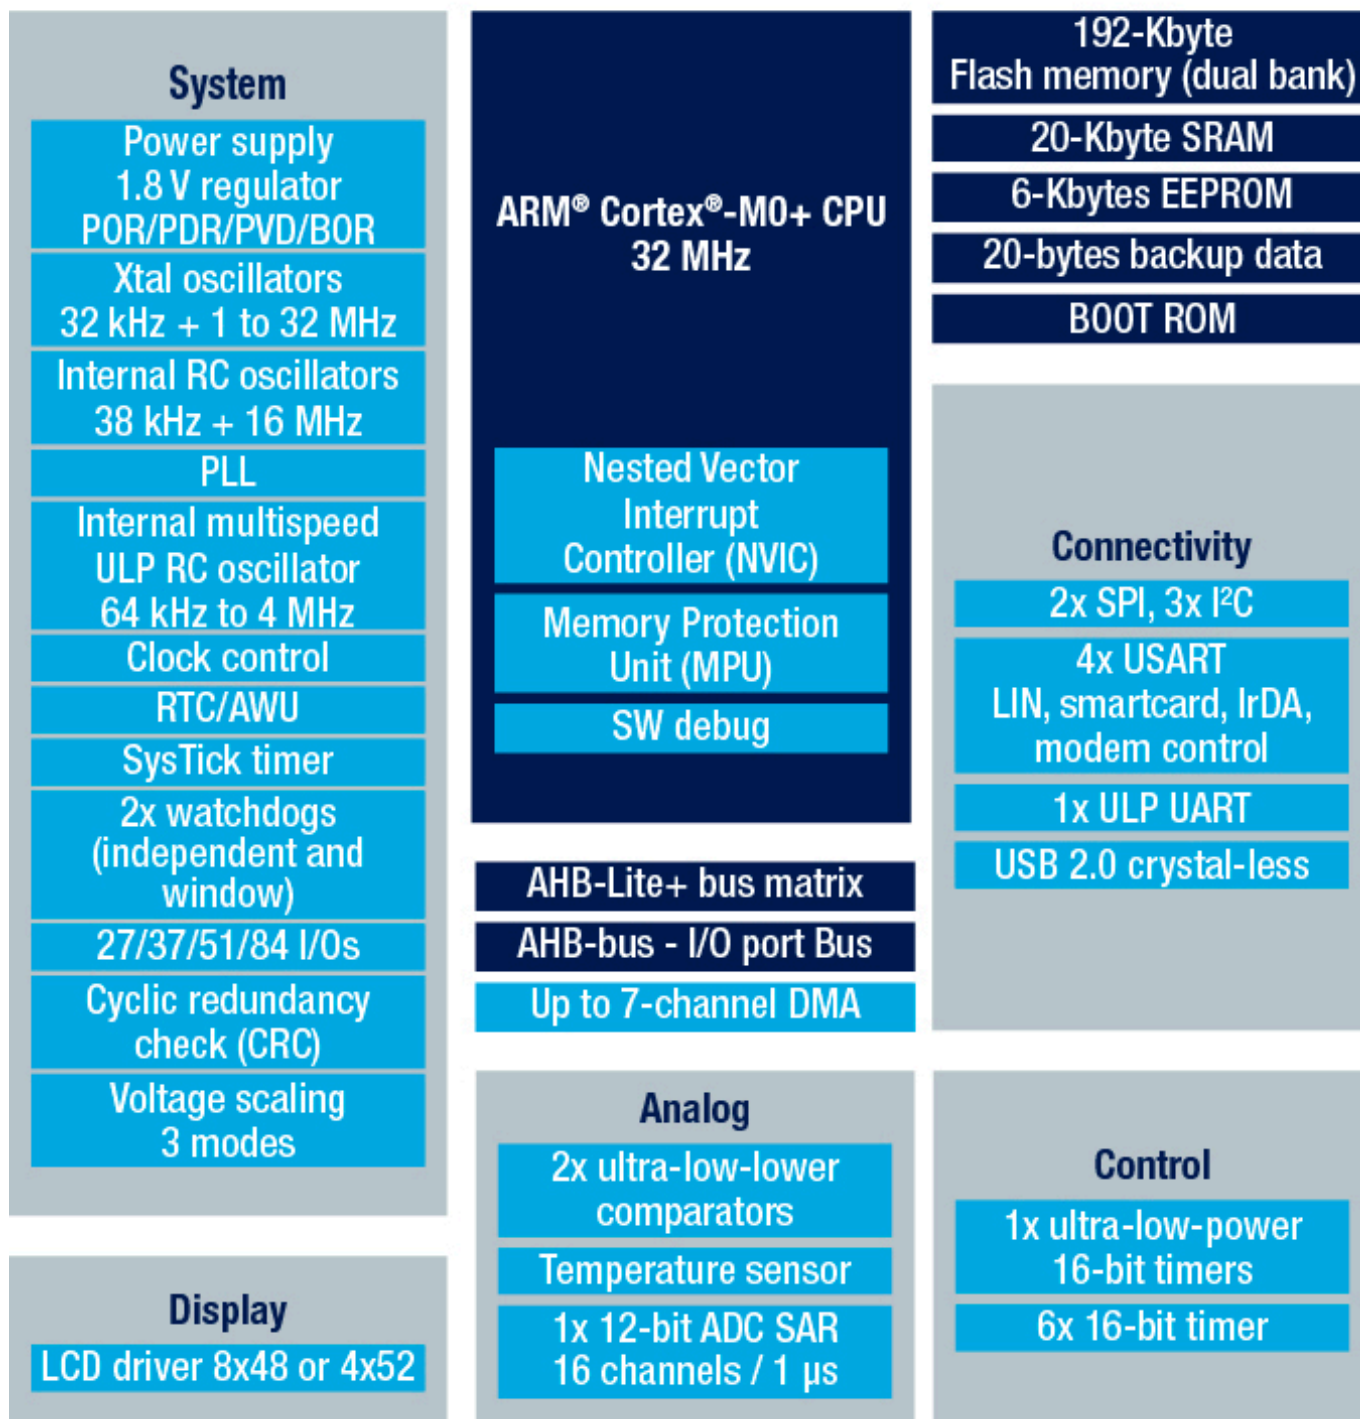 System
Power supply
1.8 V regulator
POR/PDR/PVD/BOR
Xtal oscillators
32 kHz + 1 to 32 MHz
Internal RC oscillators
38 kHz + 16 MHz
PLL
Internal multispeed
ULP RC oscillator
64 kHz to 4 MHz
Clock control
RTC/AWU
SysTick timer
2x watchdogs
(independent and
window)
27/37/51/84 I/Os
Cyclic redundancy
check (CRC)
Voltage scaling
3 modes
Display
LCD driver 8x48 or 4x52
ARM® Cortex®-M0+ CPU
32 MHz
Nested Vector
Interrupt
Controller (NVIC)
Memory Protection
Unit (MPU)
SW debug
AHB-Lite+ bus matrix
AHB-bus - I/O port Bus
Up to 7-channel DMA
Analog
2x ultra-low-lower
comparators
Temperature sensor
1x 12-bit ADC SAR
16 channels / 1 µs
192-Kbyte
Flash memory (dual bank)
20-Kbyte SRAM
6-Kbytes EEPROM
20-bytes backup data
BOOT ROM
Connectivity
2x SPI, 3x I²C
4x USART
LIN, smartcard, IrDA,
modem control
1x ULP UART
USB 2.0 crystal-less
Control
1x ultra-low-power
16-bit timers
6x 16-bit timer